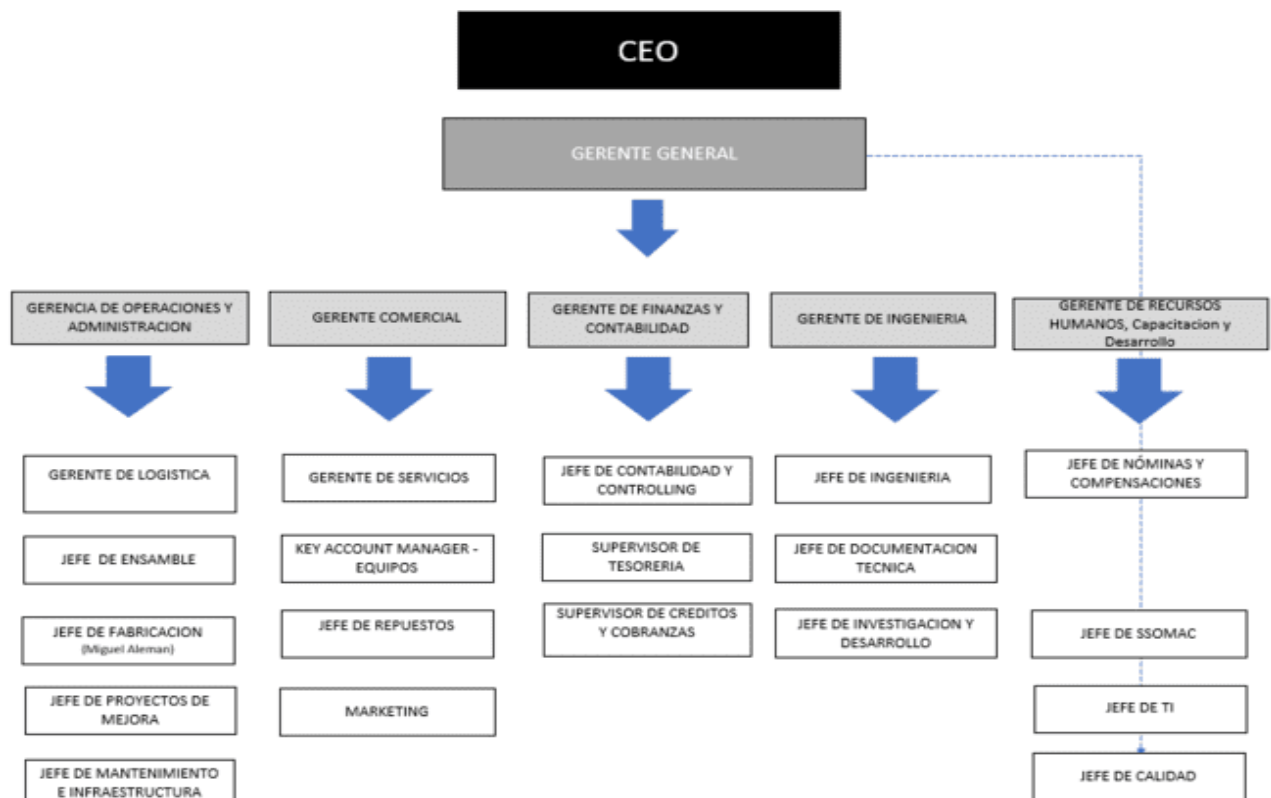 CEO
GERENTE GENERAL
GERENCIA DE OPERACIONES Y
ADMINISTRACION
GERENTE COMERCIAL
GERENTE DE FINANZAS Y
CONTABILIDAD
GERENTE DE INGENIERIA
GERENTE DE RECURSOS
HUMANOS, Capacitacion y
Desarrollo
GERENTE DE LOGISTICA
JEFE DE ENSAMBLE
JEFE DE FABRICACION
(Miguel Aleman)
JEFE DE PROYECTOS DE
MEJORA
JEFE DE MANTENIMIENTO
E INFRAESTRUCTURA
GERENTE DE SERVICIOS
KEY ACCOUNT MANAGER -
EQUIPOS
JEFE DE REPUESTOS
MARKETING
JEFE DE CONTABILIDAD Y
CONTROLLING
SUPERVISOR DE
TESORERIA
SUPERVISOR DE CREDITOS
Y COBRANZAS
JEFE DE INGENIERIA
JEFE DE DOCUMENTACION
TECNICA
JEFE DE INVESTIGACION Y
DESARROLLO
JEFE DE NÓMINAS Y
COMPENSACIONES
JEFE DE SSOMAC
JEFE DE TI
JEFE DE CALIDAD